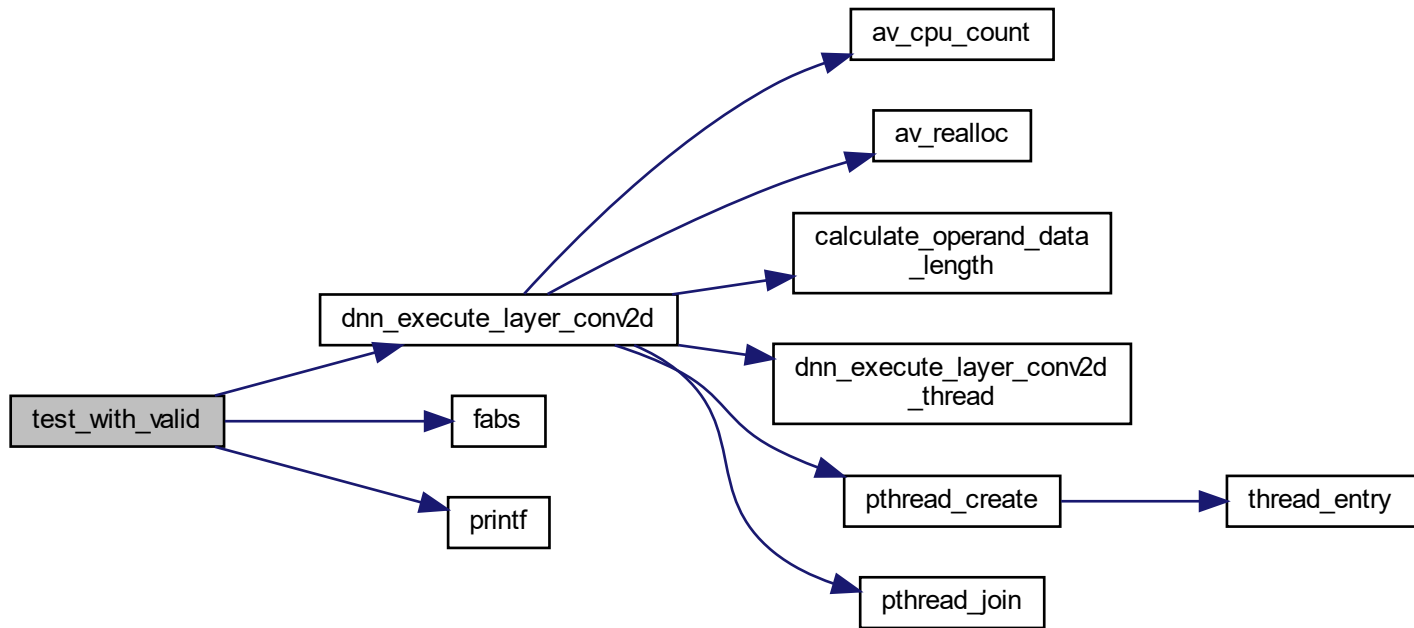 av_cpu_count
av_realloc
calculate_operand_data
_length
dnn_execute_layer_conv2d
dnn_execute_layer_conv2d
_thread
test_with_valid
fabs
pthread_create
thread_entry
printf
pthread_join